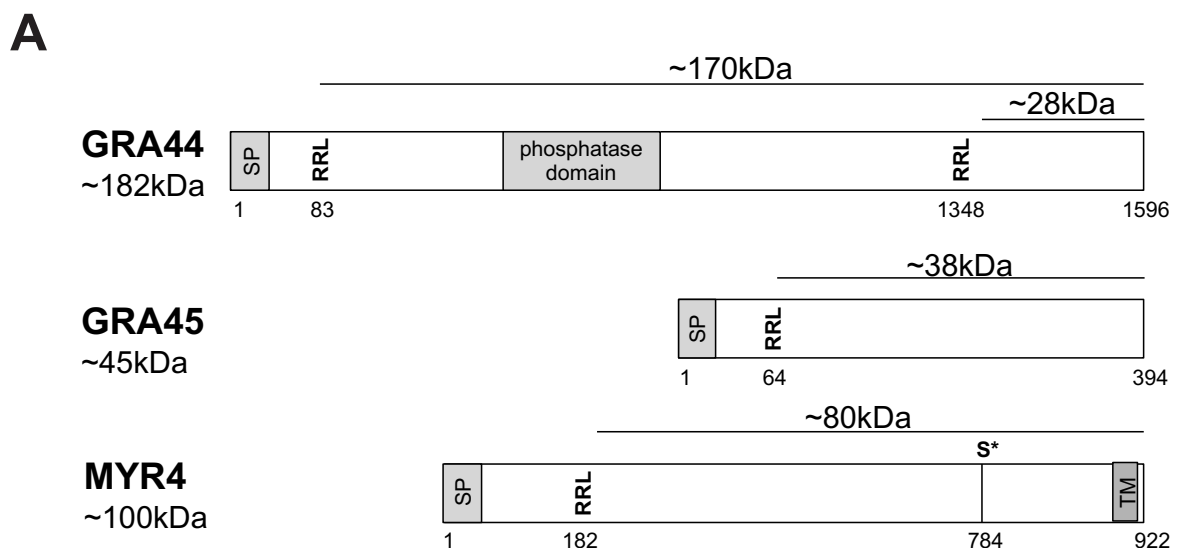 A
~170kDa
~28kDa
GRA44
~182kDa
SP
RRL
phosphatase
domain
RRL
1
83
1348
1596
~38kDa
GRA45
~45kDa
SP
RRL
1
64
394
~80kDa
S*
MYR4
~100kDa
SP
RRL
TM
1
182
784
922